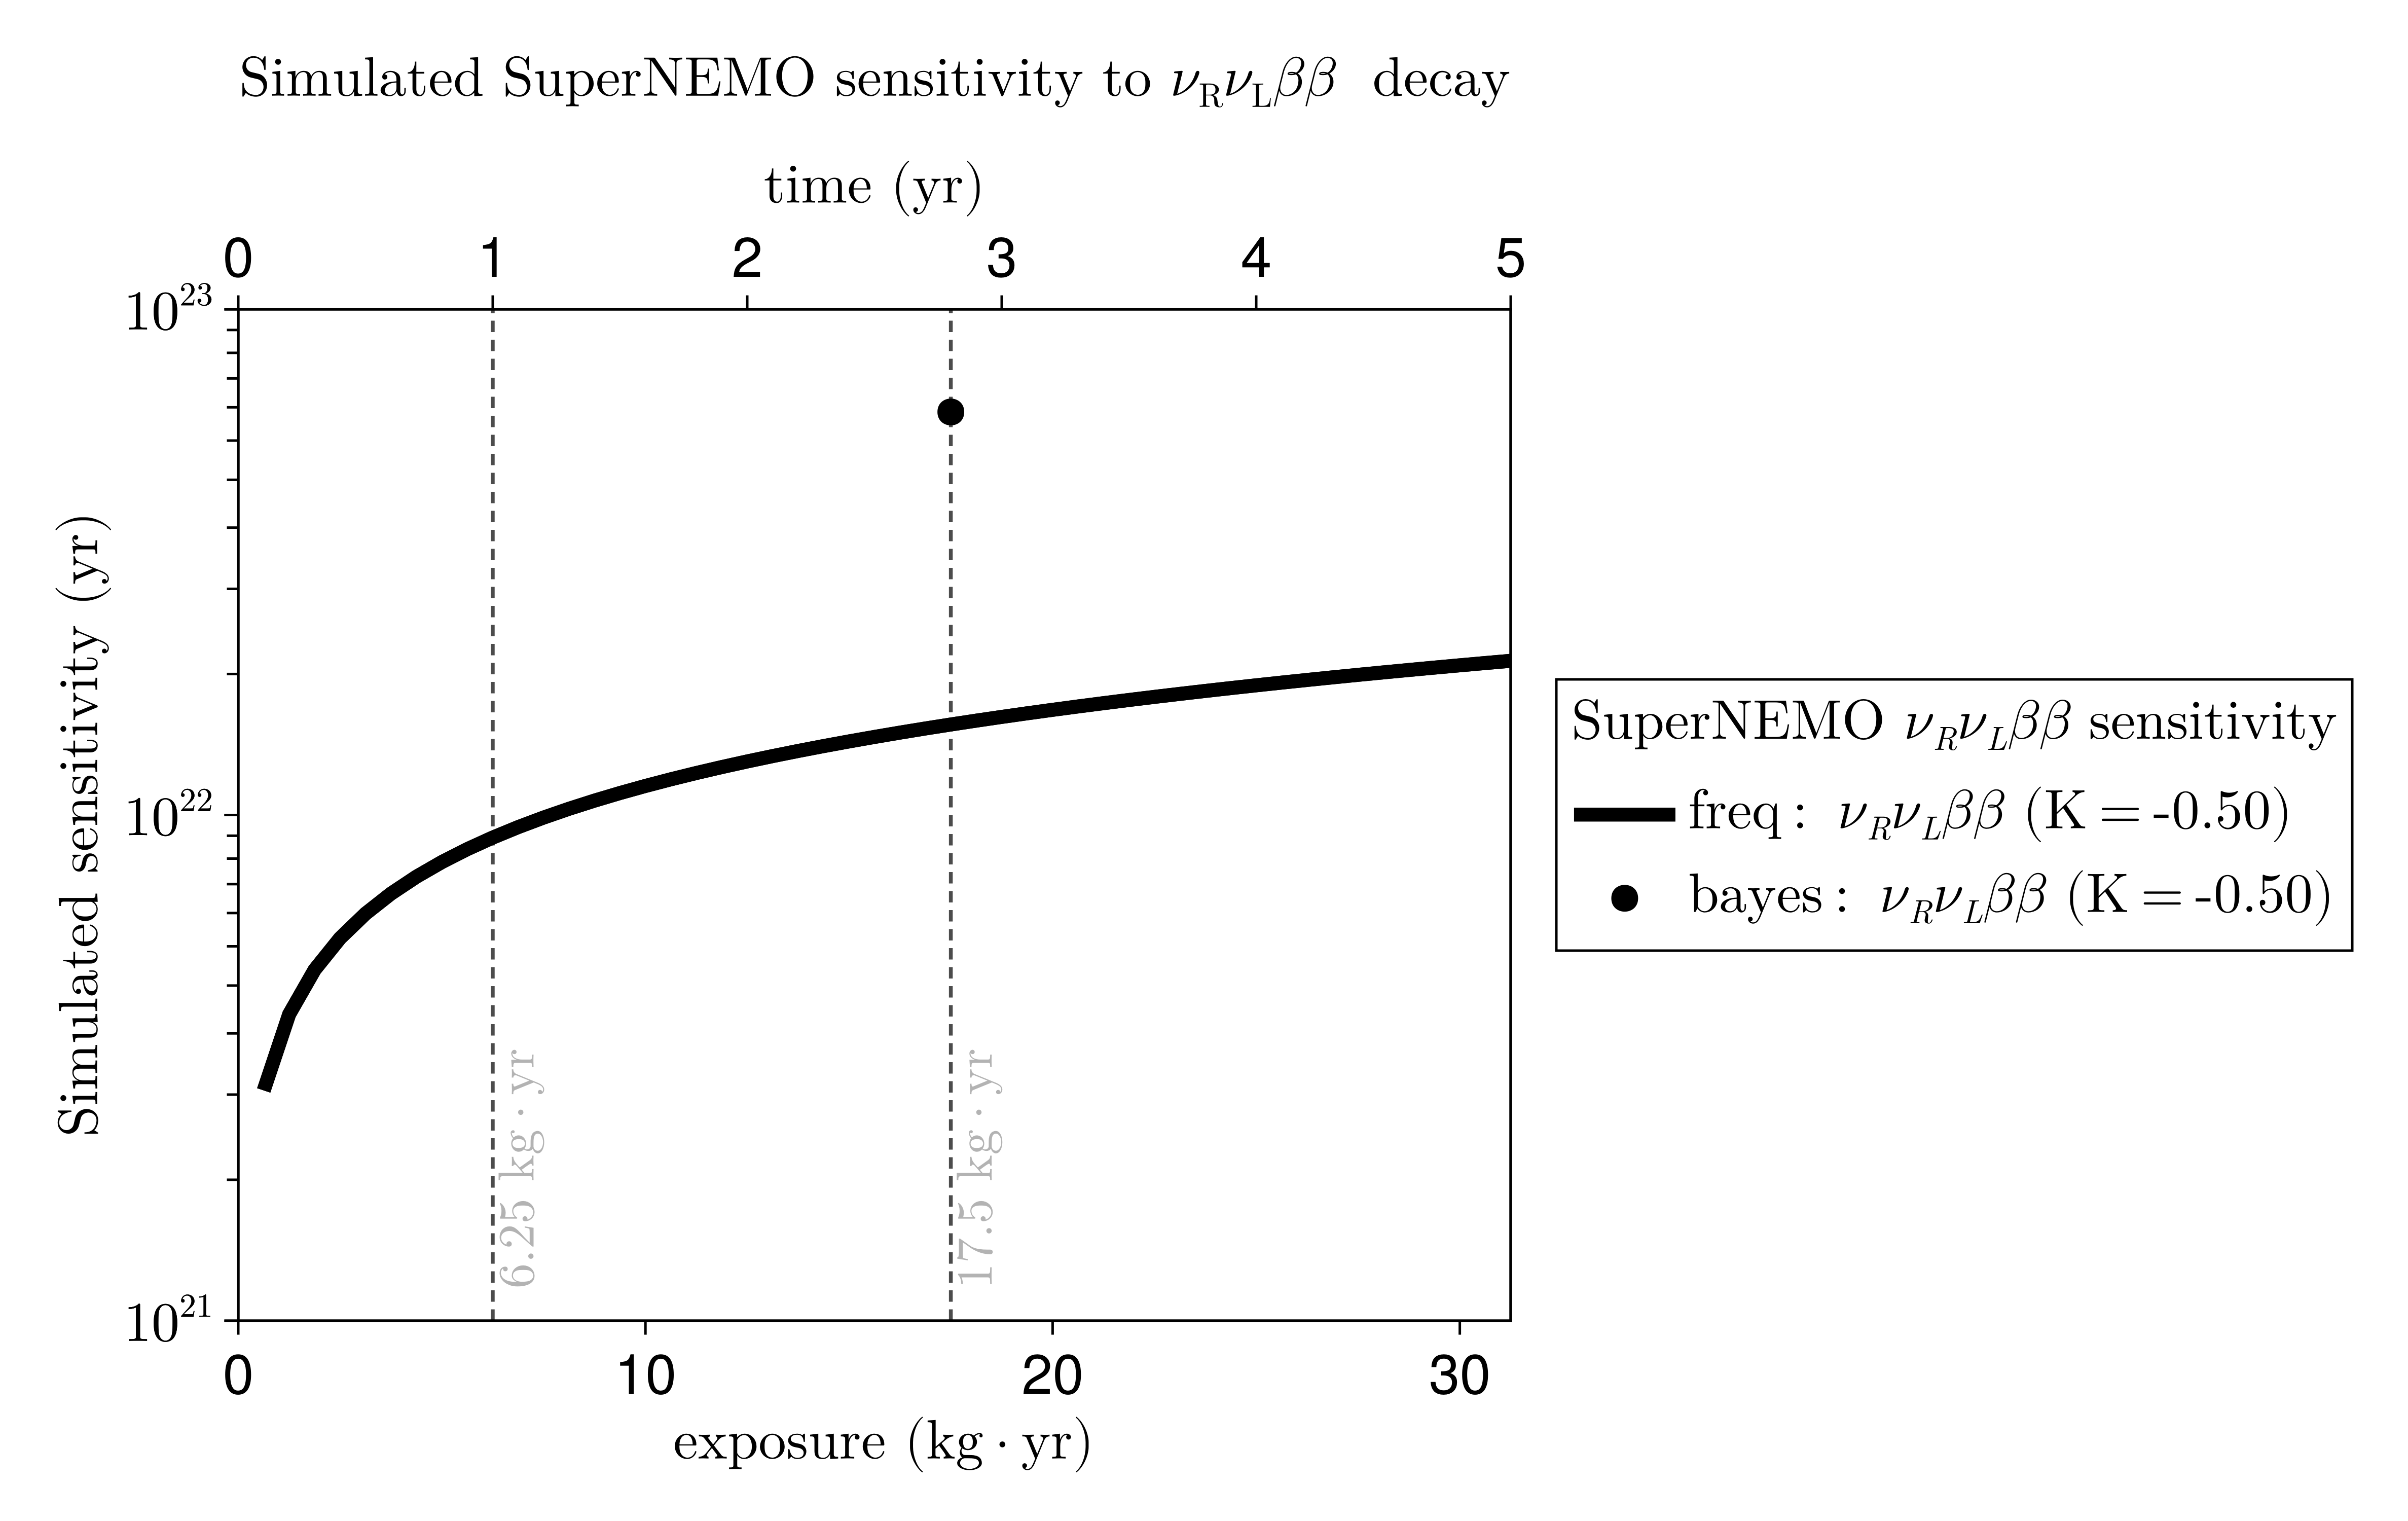 Simulated SuperNEMO sensitivity to ν_Rν_Lββ decay
time (yr)
0 1 2 3 4 5
10^23
10^22
10^21
Simulated sensitivity (yr)
6.25 kg · yr
17.5 kg · yr
0 10 20 30
exposure (kg · yr)
SuperNEMO ν_Rν_Lββ sensitivity
freq : ν_Rν_Lββ (K = -0.50)
bayes : ν_Rν_Lββ (K = -0.50)